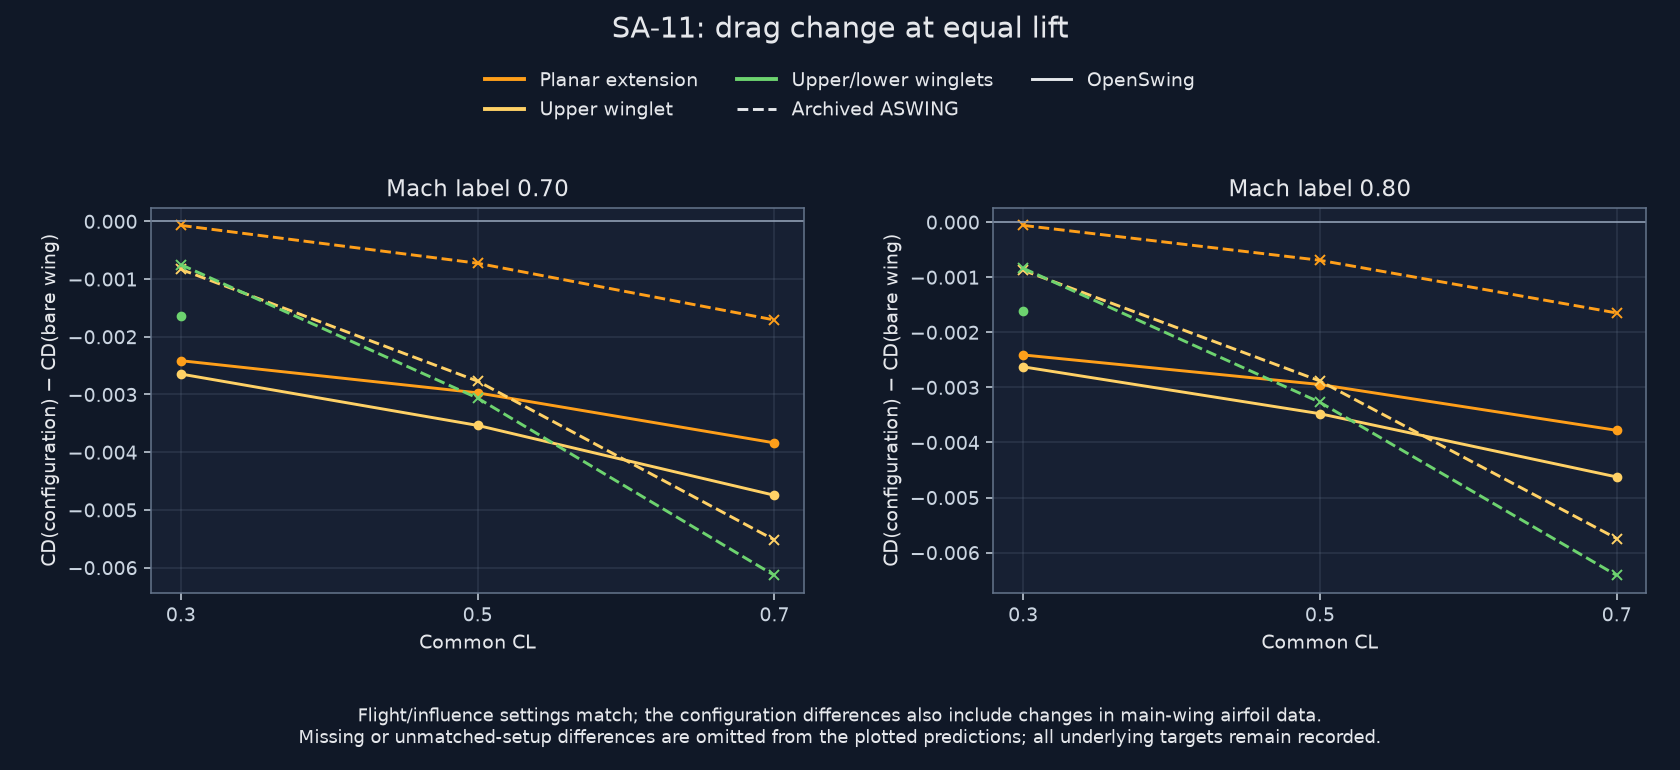 SA-11: drag change at equal lift
Planar extension
Upper/lower winglets
OpenSwing
Upper winglet
Archived ASWING
Mach label 0.70
CD(configuration) − CD(bare wing)
0.000
−0.001
−0.002
−0.003
−0.004
−0.005
−0.006
0.3
0.5
0.7
Common CL
Mach label 0.80
CD(configuration) − CD(bare wing)
0.000
−0.001
−0.002
−0.003
−0.004
−0.005
−0.006
0.3
0.5
0.7
Common CL
Flight/influence settings match; the configuration differences also include changes in main-wing airfoil data.
Missing or unmatched-setup differences are omitted from the plotted predictions; all underlying targets remain recorded.